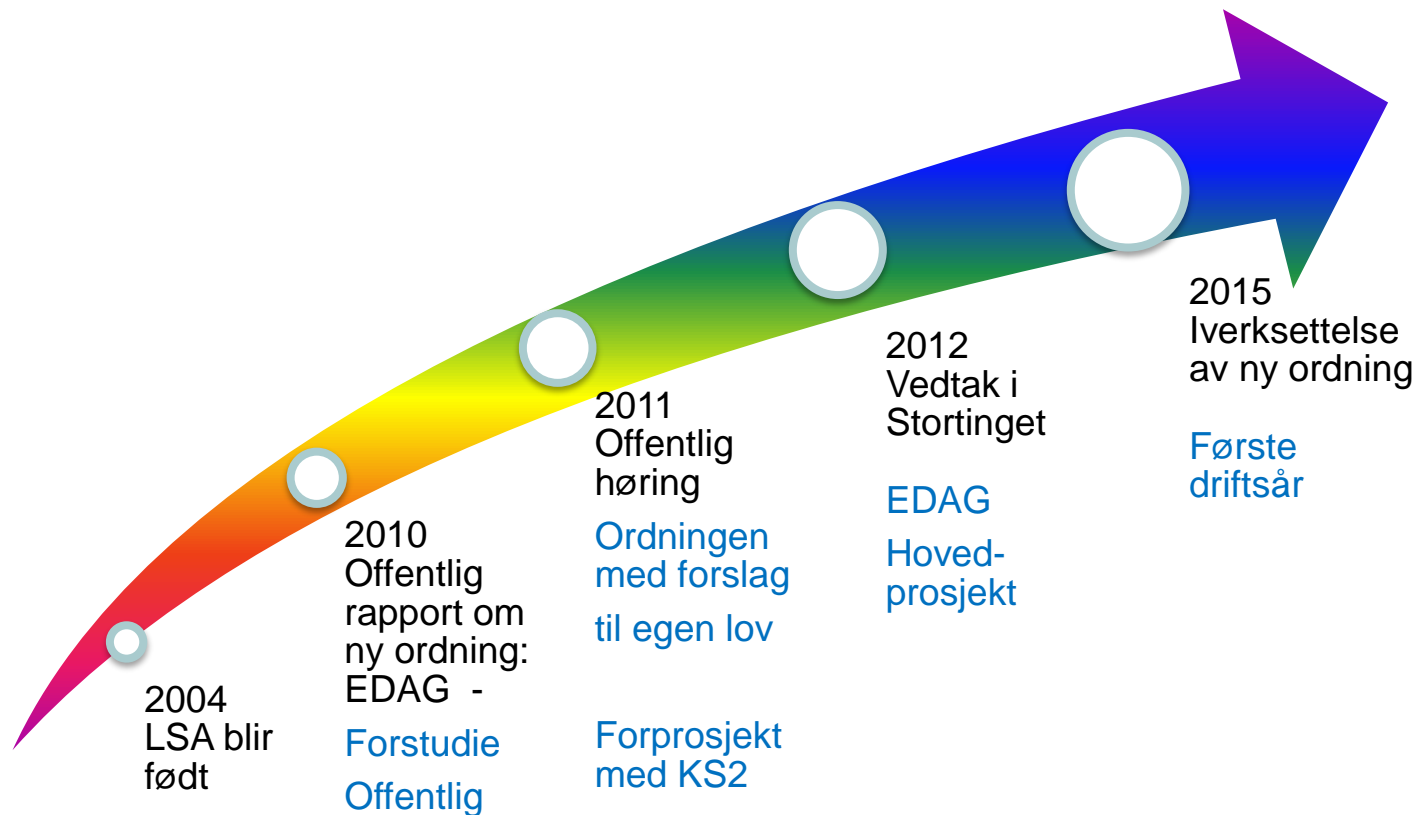 2004
LSA blir
født
2010
Offentlig
rapport om
ny ordning:
EDAG -
Forstudie
Offentlig
2011
Offentlig
høring
Ordningen
med forslag
til egen lov
Forprosjekt
med KS2
2012
Vedtak i
Stortinget
EDAG
Hoved-
prosjekt
2015
Iverksettelse
av ny ordning
Første
driftsår